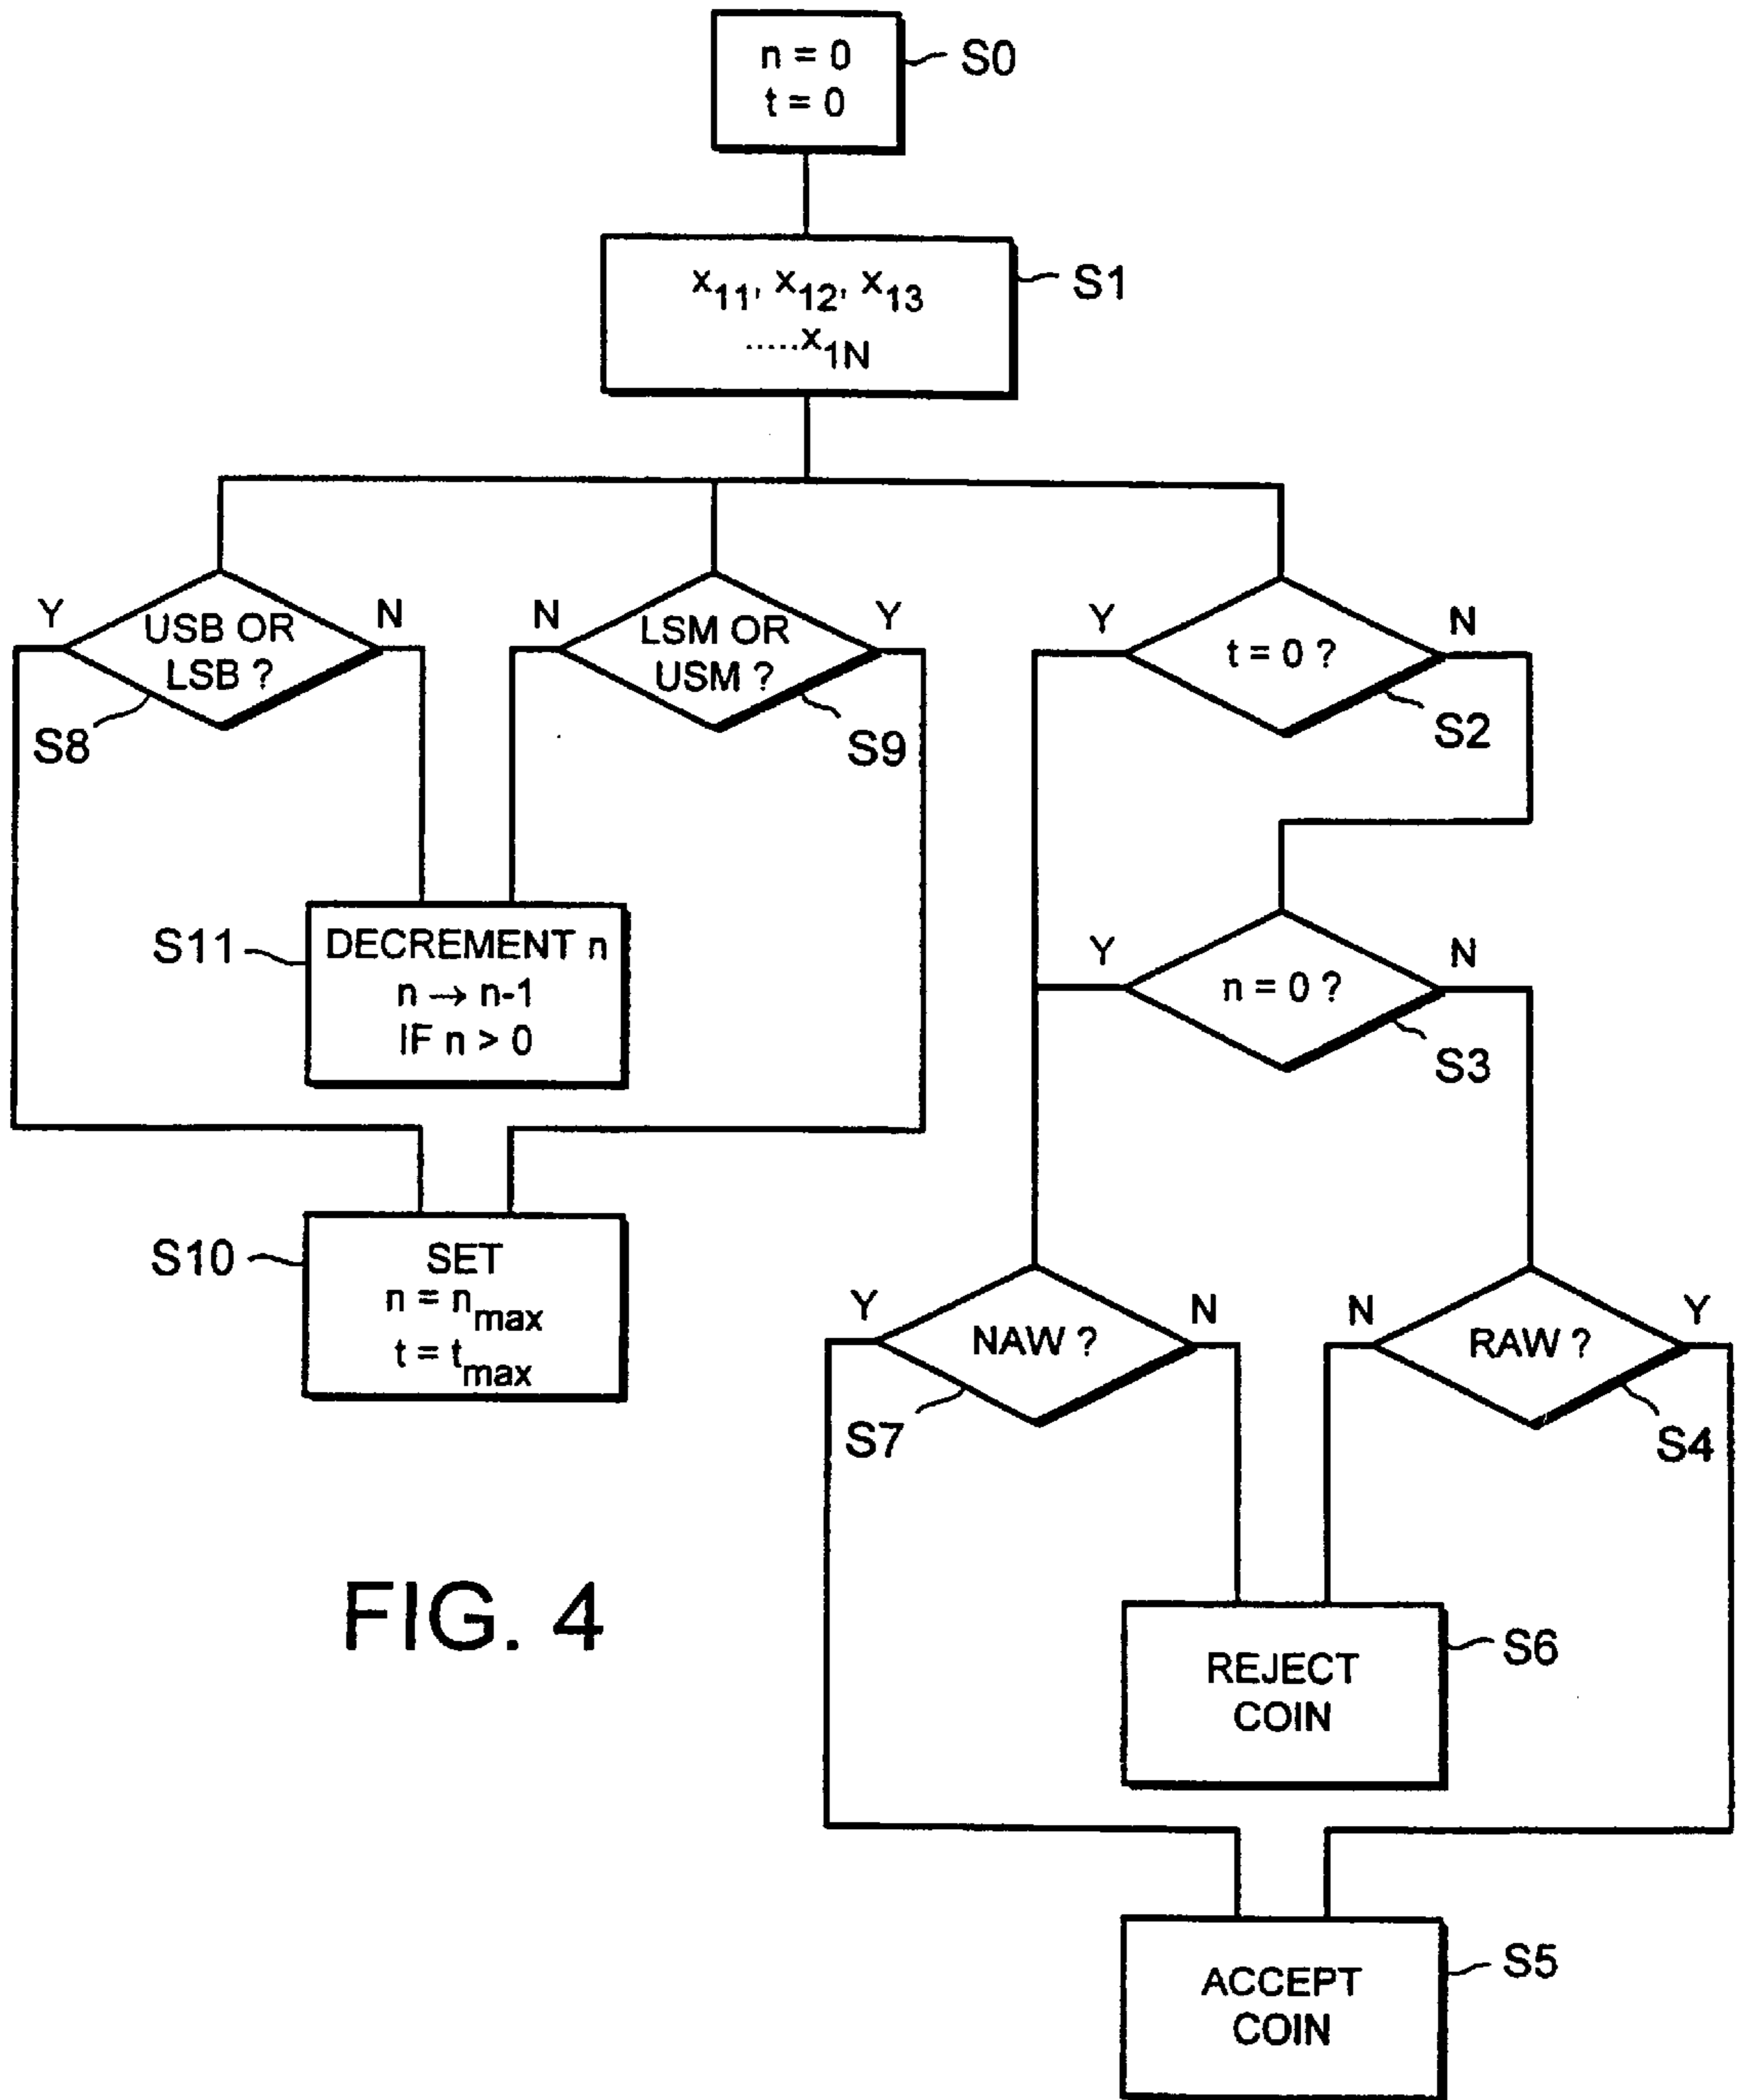 n = 0
t = 0
S0
x11, x12, x13
.....x1N
S1
Y
USB OR
LSB ?
N
S8
N
LSM OR
USM ?
Y
S9
Y
t = 0 ?
N
S2
S11
DECREMENT n
n → n-1
IF n > 0
Y
n = 0 ?
N
S3
S10
SET
n = nmax
t = tmax
Y
NAW ?
N
S7
N
RAW ?
Y
S4
FIG. 4
REJECT
COIN
S6
ACCEPT
COIN
S5